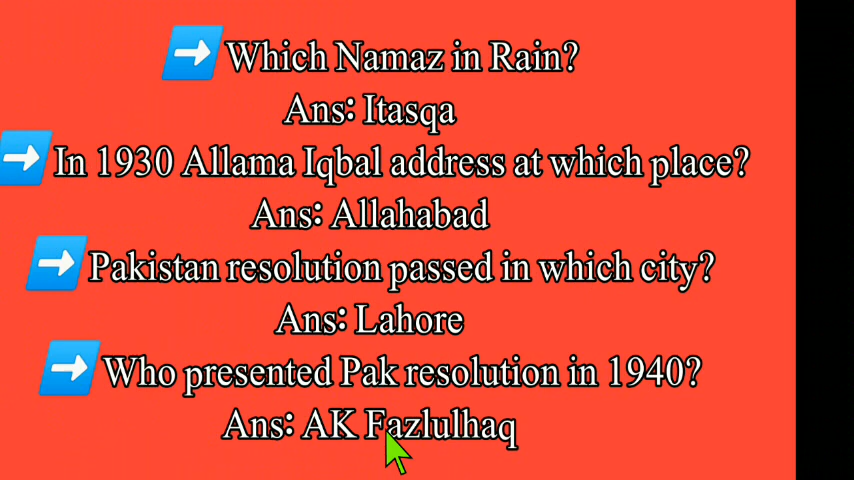 ➡ Which Namaz in Rain?
Ans: Itasqa
➡ In 1930 Allama Iqbal address at which place?
Ans: Allahabad
➡ Pakistan resolution passed in which city?
Ans: Lahore
➡ Who presented Pak resolution in 1940?
Ans: AK Fazlulhaq